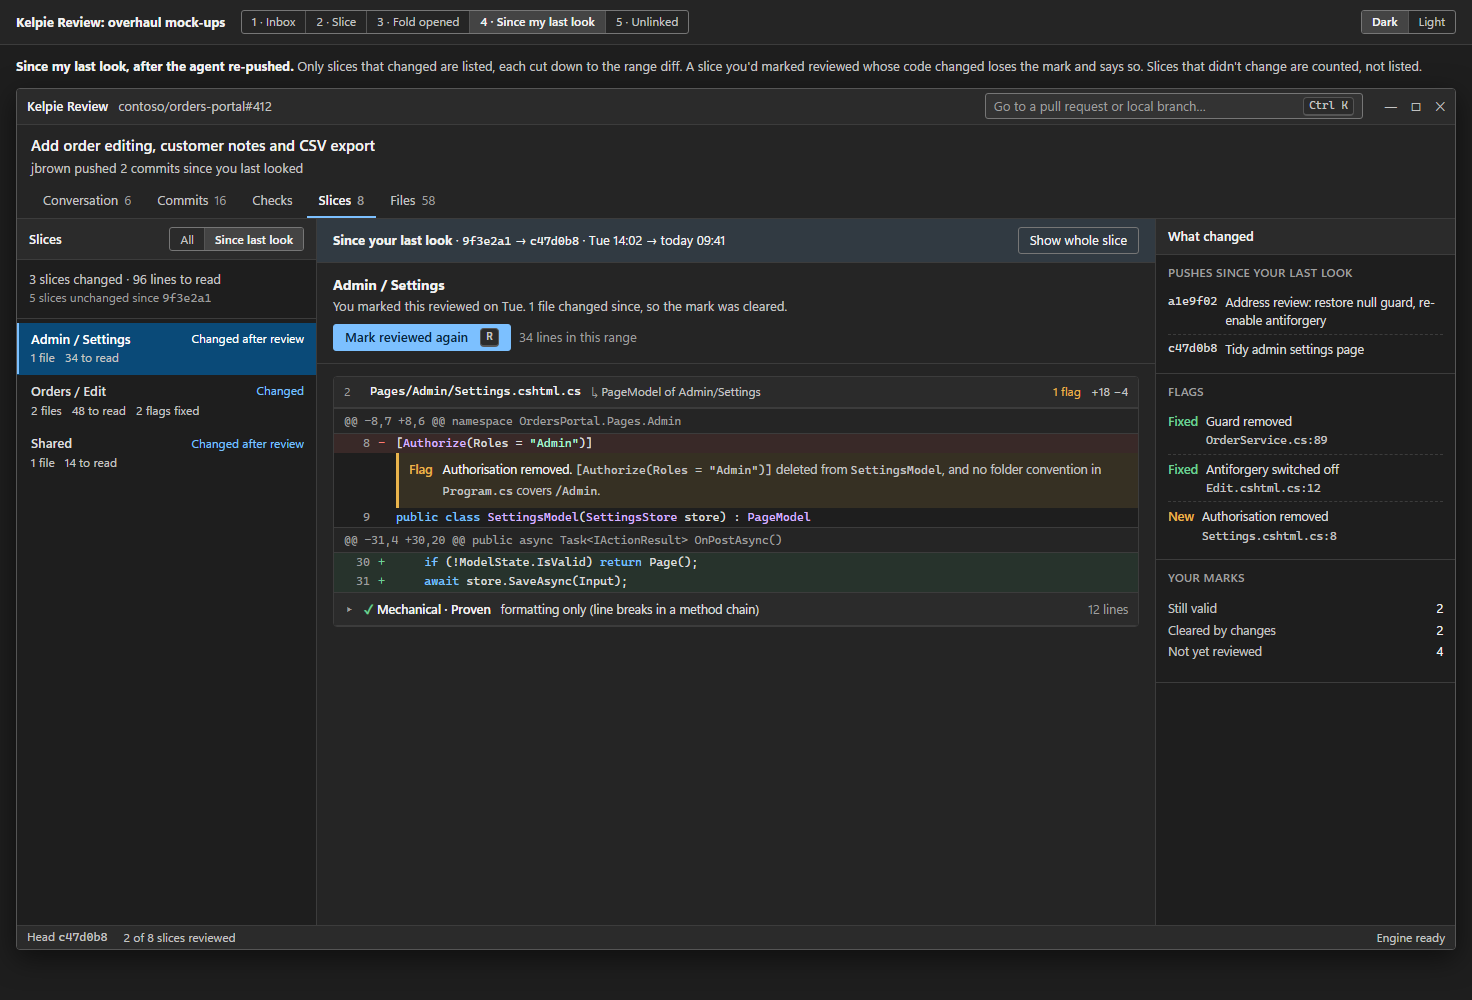 Kelpie Review: overhaul mock-ups
1 · Inbox
2 · Slice
3 · Fold opened
4 · Since my last look
5 · Unlinked
Dark
Light
Since my last look, after the agent re-pushed. Only slices that changed are listed, each cut down to the range diff. A slice you'd marked reviewed whose code changed loses the mark and says so. Slices that didn't change are counted, not listed.
Kelpie Review contoso/orders-portal#412
Go to a pull request or local branch... Ctrl K
Add order editing, customer notes and CSV export
jbrown pushed 2 commits since you last looked
Conversation 6
Commits 16
Checks
Slices 8
Files 58
Slices
All
Since last look
3 slices changed · 96 lines to read
5 slices unchanged since 9f3e2a1
Admin / Settings Changed after review
1 file 34 to read
Orders / Edit Changed
2 files 48 to read 2 flags fixed
Shared Changed after review
1 file 14 to read
Since your last look · 9f3e2a1 → c47d0b8 · Tue 14:02 → today 09:41
Show whole slice
Admin / Settings
You marked this reviewed on Tue. 1 file changed since, so the mark was cleared.
Mark reviewed again R
34 lines in this range
2 Pages/Admin/Settings.cshtml.cs ↳ PageModel of Admin/Settings 1 flag +18 −4
@@ −8,7 +8,6 @@ namespace OrdersPortal.Pages.Admin
8 − [Authorize(Roles = "Admin")]
Flag Authorisation removed. [Authorize(Roles = "Admin")] deleted from SettingsModel, and no folder convention in
Program.cs covers /Admin.
9 public class SettingsModel(SettingsStore store) : PageModel
@@ −31,4 +30,20 @@ public async Task<IActionResult> OnPostAsync()
30 + if (!ModelState.IsValid) return Page();
31 + await store.SaveAsync(Input);
▸ ✓ Mechanical · Proven formatting only (line breaks in a method chain) 12 lines
What changed
PUSHES SINCE YOUR LAST LOOK
a1e9f02 Address review: restore null guard, re-
enable antiforgery
c47d0b8 Tidy admin settings page
FLAGS
Fixed Guard removed
OrderService.cs:89
Fixed Antiforgery switched off
Edit.cshtml.cs:12
New Authorisation removed
Settings.cshtml.cs:8
YOUR MARKS
Still valid 2
Cleared by changes 2
Not yet reviewed 4
Head c47d0b8 2 of 8 slices reviewed
Engine ready